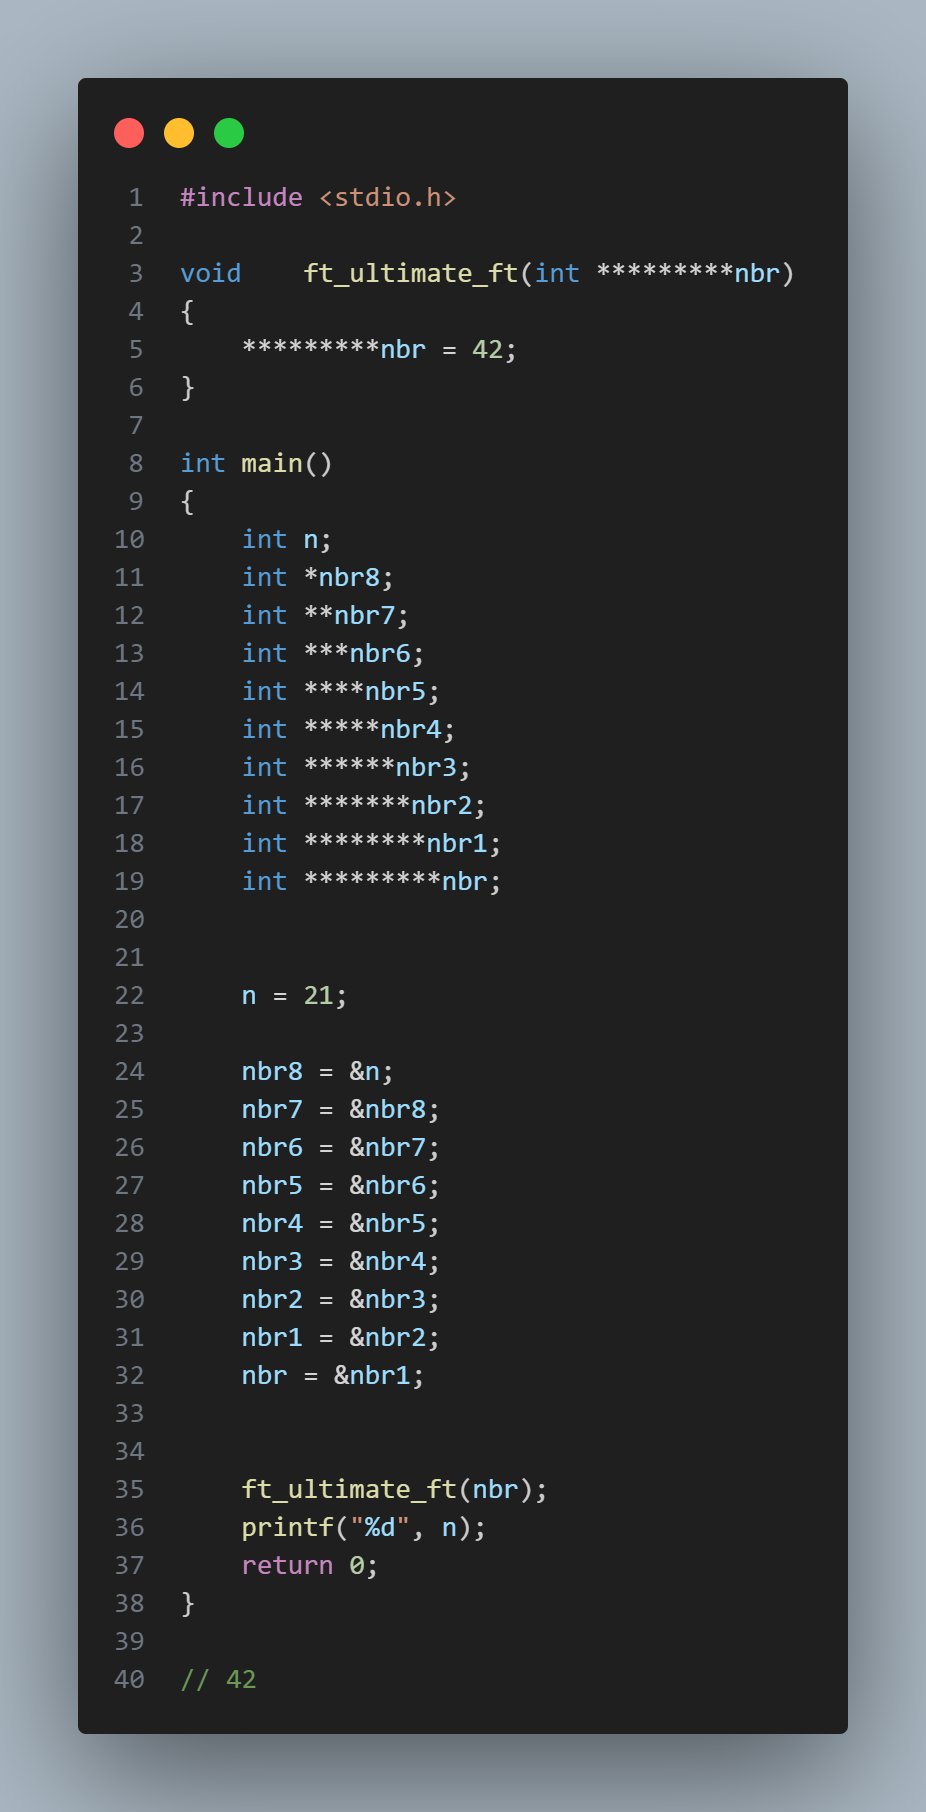 1 #include <stdio.h>
2
3 void    ft_ultimate_ft(int *********nbr)
4 {
5     *********nbr = 42;
6 }
7
8 int main()
9 {
10     int n;
11     int *nbr8;
12     int **nbr7;
13     int ***nbr6;
14     int ****nbr5;
15     int *****nbr4;
16     int ******nbr3;
17     int *******nbr2;
18     int ********nbr1;
19     int *********nbr;
20
21
22     n = 21;
23
24     nbr8 = &n;
25     nbr7 = &nbr8;
26     nbr6 = &nbr7;
27     nbr5 = &nbr6;
28     nbr4 = &nbr5;
29     nbr3 = &nbr4;
30     nbr2 = &nbr3;
31     nbr1 = &nbr2;
32     nbr = &nbr1;
33
34
35     ft_ultimate_ft(nbr);
36     printf("%d", n);
37     return 0;
38 }
39
40 // 42